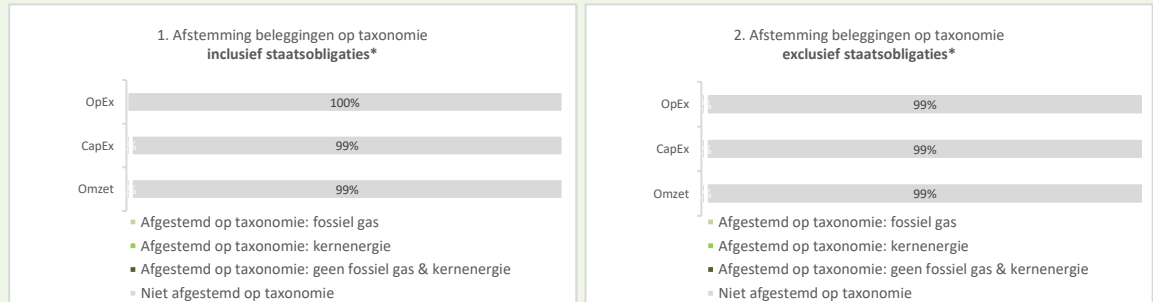 1. Afstemming beleggingen op taxonomie
inclusief staatsobligaties*
OpEx
100%
CapEx
99%
Omzet
99%
Afgestemd op taxonomie: fossiel gas
Afgestemd op taxonomie: kernenergie
Afgestemd op taxonomie: geen fossiel gas & kernenergie
Niet afgestemd op taxonomie
2. Afstemming beleggingen op taxonomie
exclusief staatsobligaties*
OpEx
99%
CapEx
99%
Omzet
99%
Afgestemd op taxonomie: fossiel gas
Afgestemd op taxonomie: kernenergie
Afgestemd op taxonomie: geen fossiel gas & kernenergie
Niet afgestemd op taxonomie